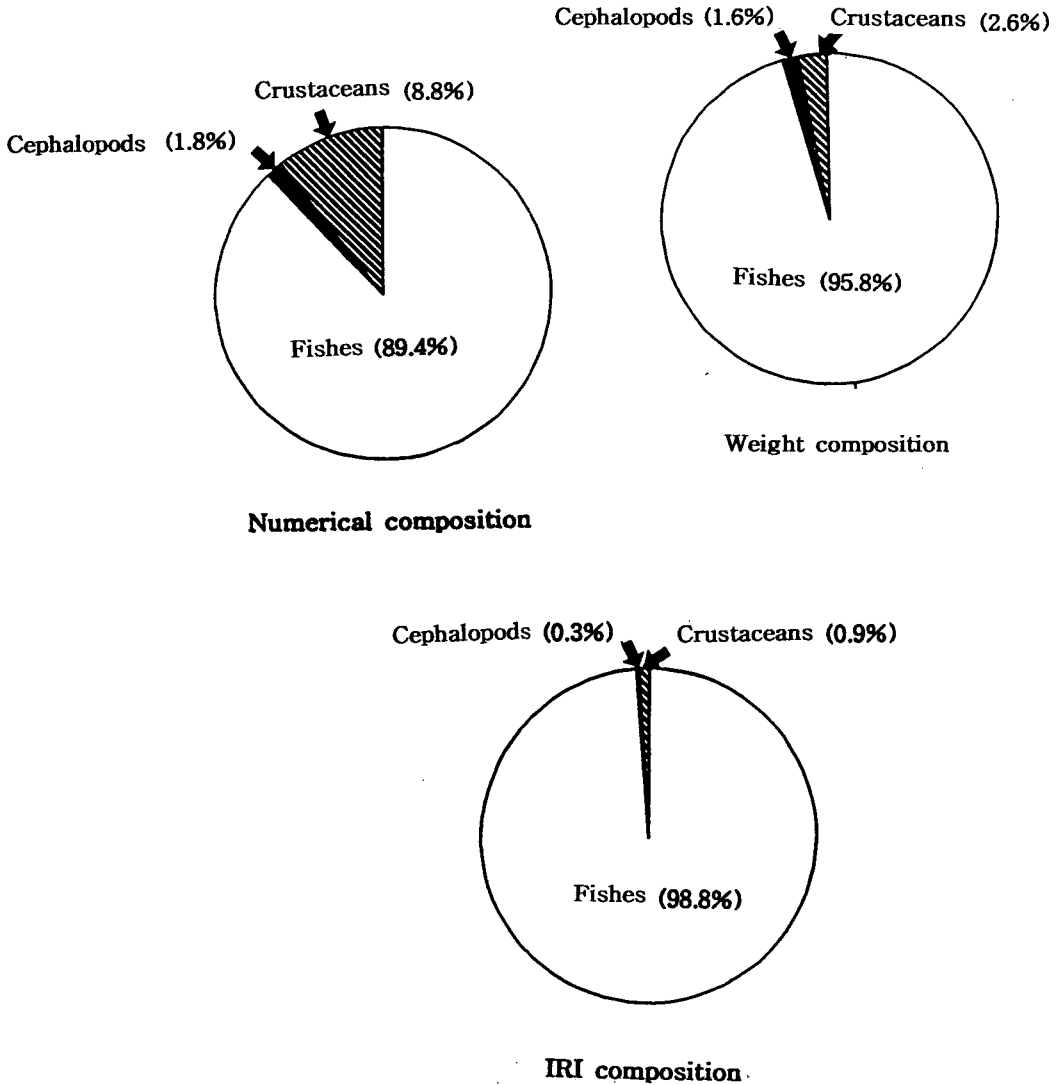 Cephalopods (1.6%)
Crustaceans (2.6%)
Crustaceans (8.8%)
Cephalopods (1.8%)
Fishes (95.8%)
Fishes (89.4%)
Weight composition
Numerical composition
Cephalopods (0.3%)
Crustaceans (0.9%)
Fishes (98.8%)
IRI composition